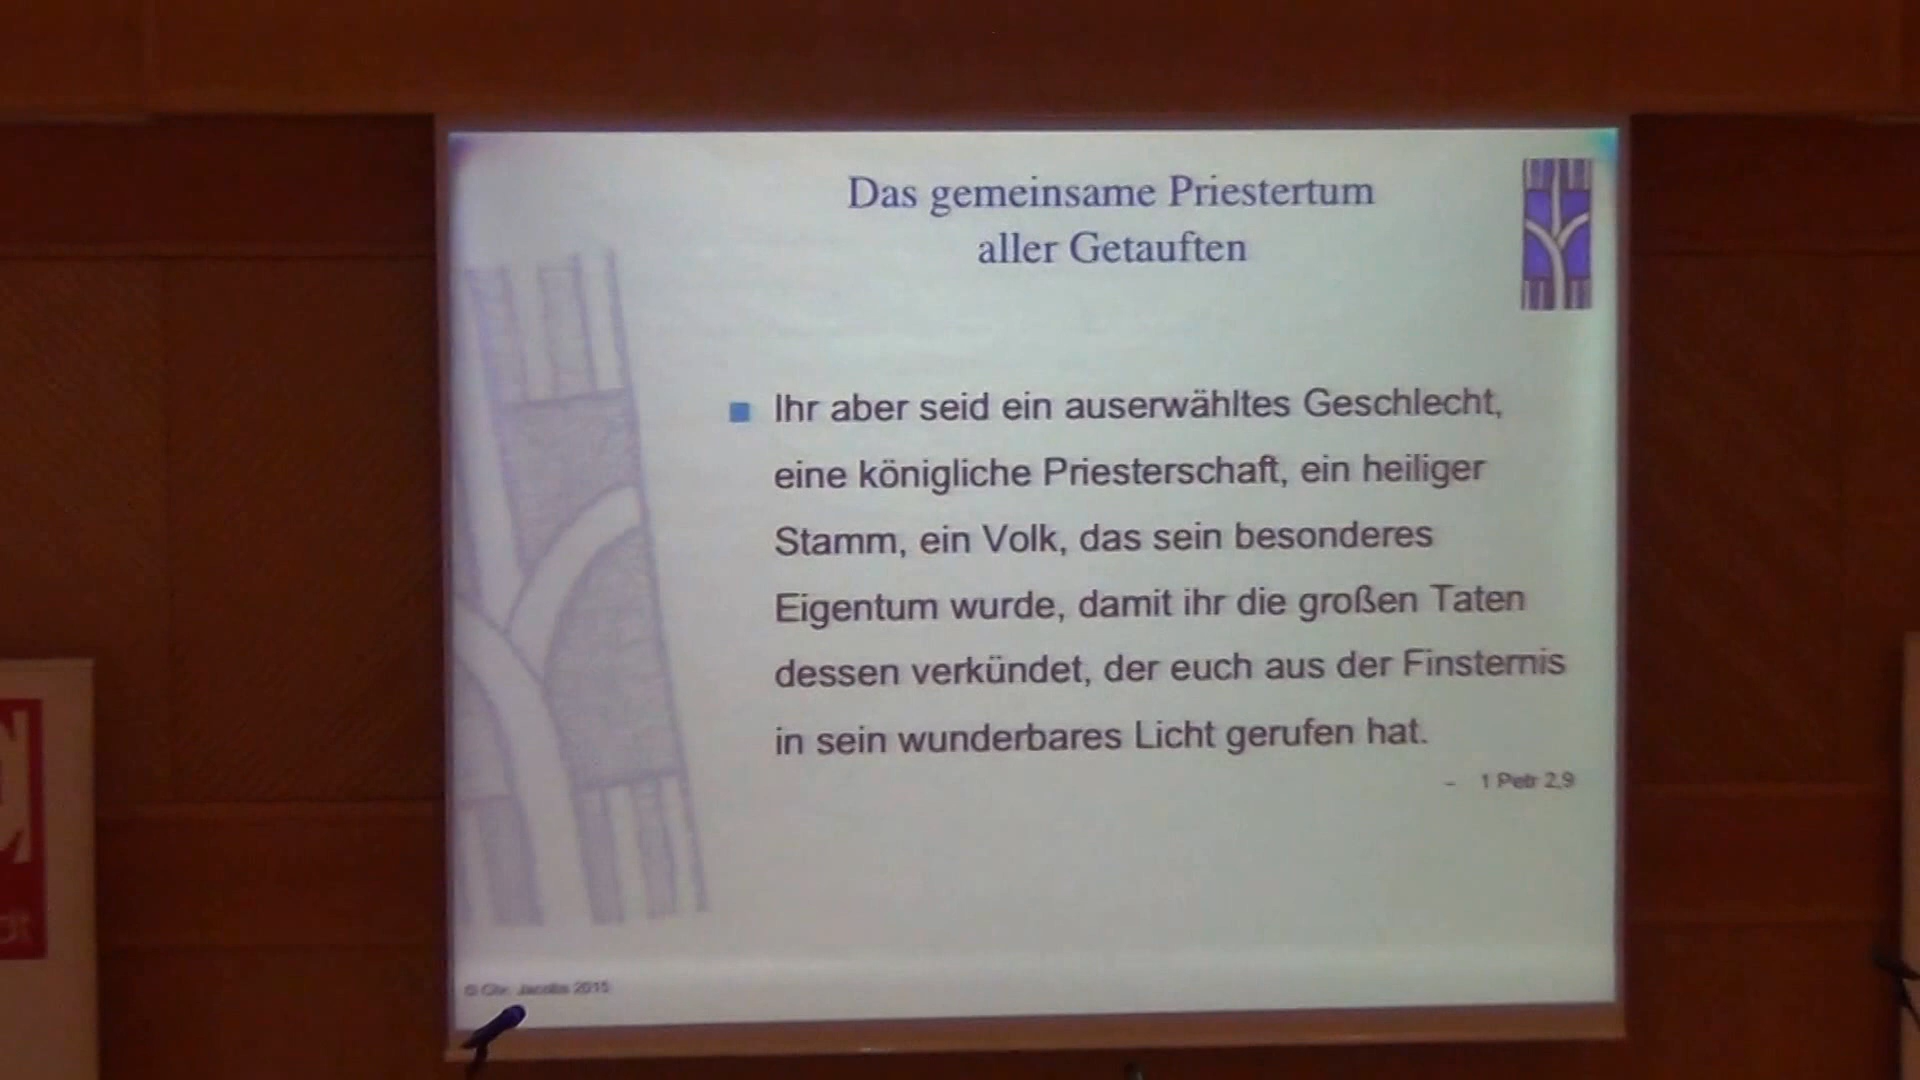 Das gemeinsame Priestertum
aller Getauften
Ihr aber seid ein auserwähltes Geschlecht,
eine königliche Priesterschaft, ein heiliger
Stamm, ein Volk, das sein besonderes
Eigentum wurde, damit ihr die großen Taten
dessen verkündet, der euch aus der Finsternis
in sein wunderbares Licht gerufen hat.
– 1 Petr 2,9
© Chr. Jacobs 2015